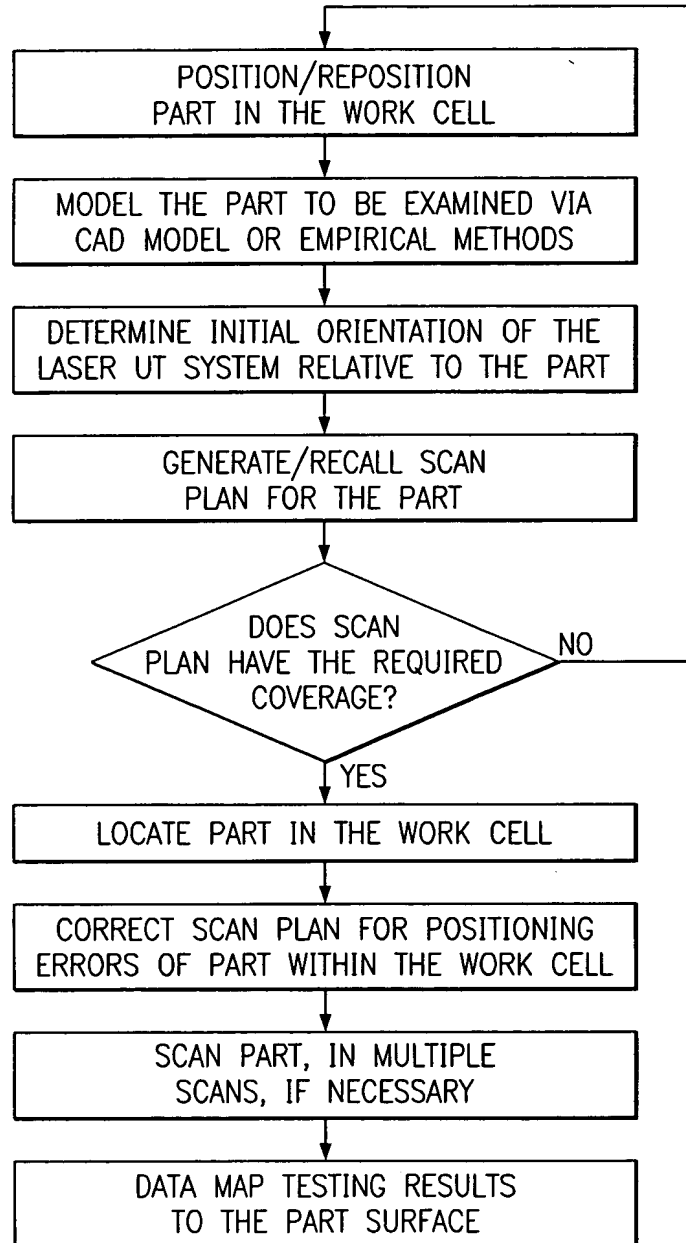 POSITION/REPOSITION
PART IN THE WORK CELL
MODEL THE PART TO BE EXAMINED VIA
CAD MODEL OR EMPIRICAL METHODS
DETERMINE INITIAL ORIENTATION OF THE
LASER UT SYSTEM RELATIVE TO THE PART
GENERATE/RECALL SCAN
PLAN FOR THE PART
DOES SCAN
PLAN HAVE THE REQUIRED
COVERAGE?
NO
YES
LOCATE PART IN THE WORK CELL
CORRECT SCAN PLAN FOR POSITIONING
ERRORS OF PART WITHIN THE WORK CELL
SCAN PART, IN MULTIPLE
SCANS, IF NECESSARY
DATA MAP TESTING RESULTS
TO THE PART SURFACE